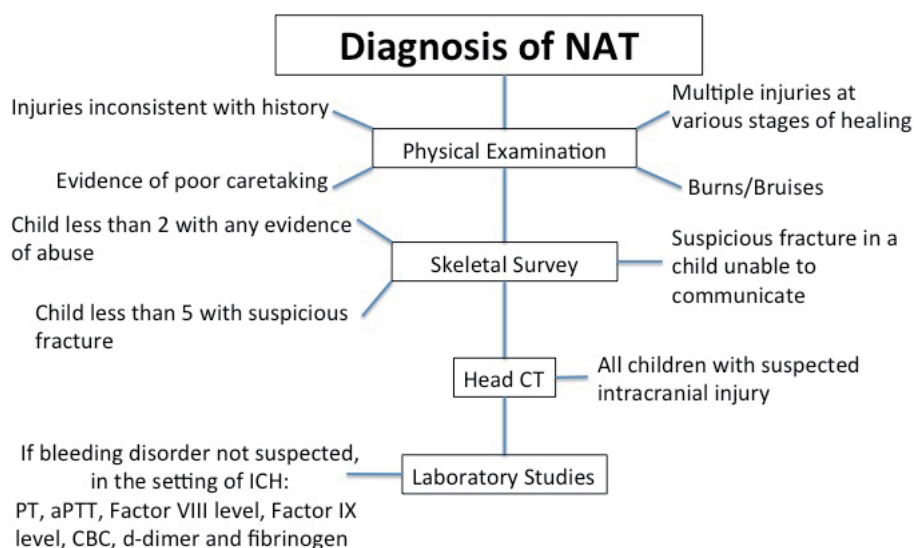 Diagnosis of NAT
Injuries inconsistent with history
Multiple injuries at
various stages of healing
Physical Examination
Evidence of poor caretaking
Burns/Bruises
Child less than 2 with any evidence
of abuse
Suspicious fracture in a
child unable to
communicate
Skeletal Survey
Child less than 5 with suspicious
fracture
Head CT
All children with suspected
intracranial injury
If bleeding disorder not suspected,
in the setting of ICH:
PT, aPTT, Factor VIII level, Factor IX
level, CBC, d-dimer and fibrinogen
Laboratory Studies